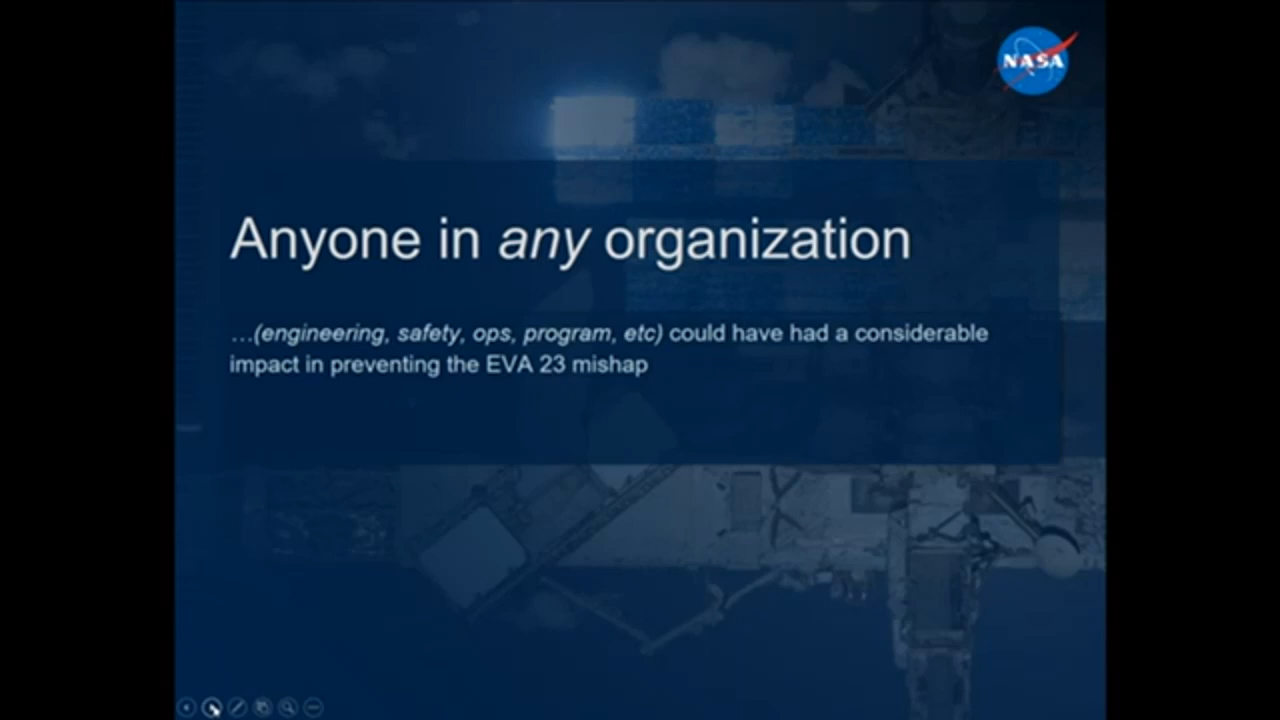 NASA
Anyone in any organization
…(engineering, safety, ops, program, etc) could have had a considerable
impact in preventing the EVA 23 mishap